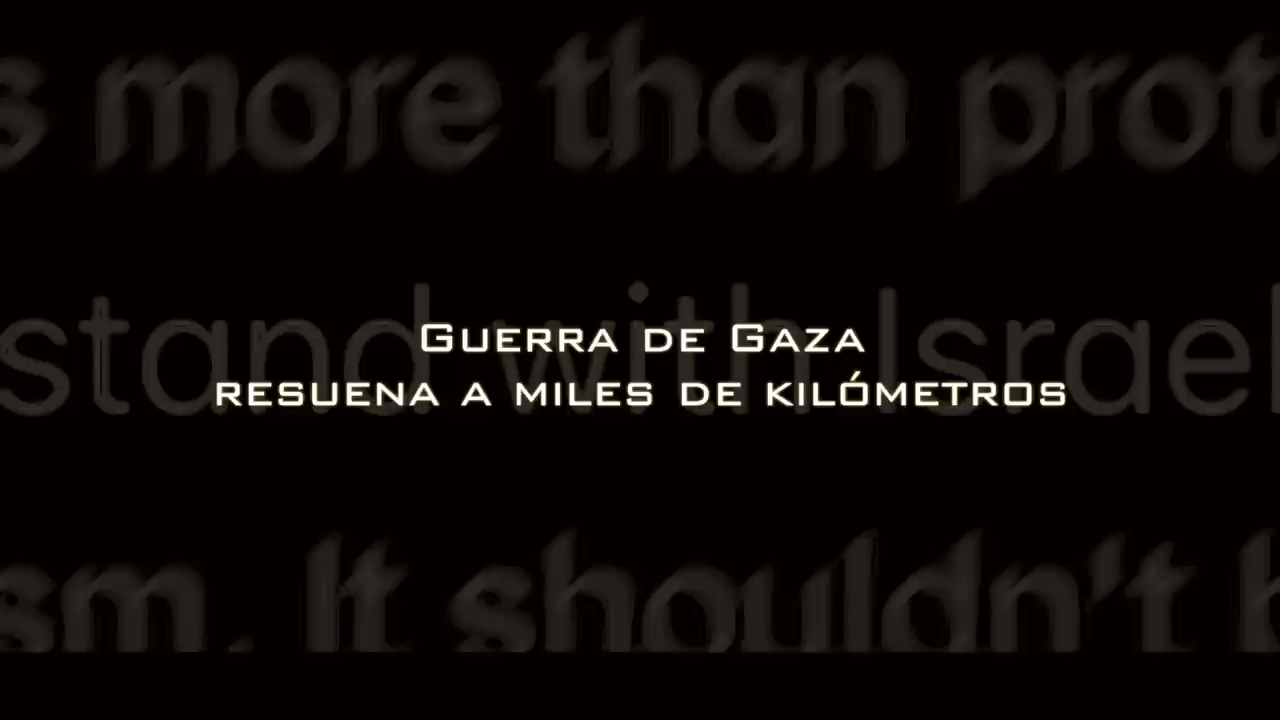 s more than prot
stand with Israel
GUERRA DE GAZA
RESUENA A MILES DE KILÓMETROS
sm. It shouldn't b